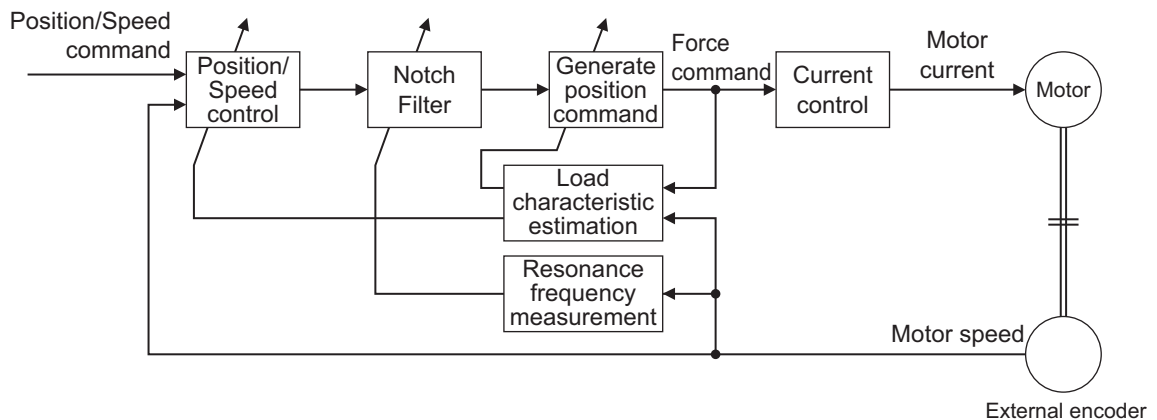 Position/Speed
command
Position/
Speed
control
Notch
Filter
Generate
position
command
Force
command
Current
control
Motor
current
Motor
Load
characteristic
estimation
Resonance
frequency
measurement
Motor speed
External encoder